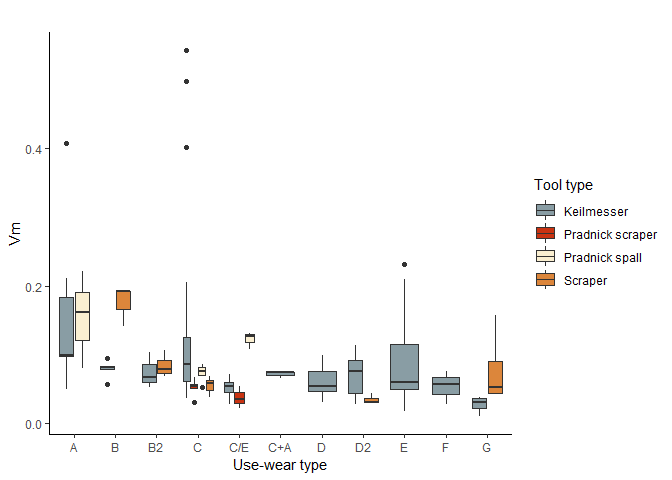 Vm
0.4
0.2
0.0
A B B2 C C/E C+A D D2 E F G
Use-wear type
Tool type
Keilmesser
Pradnick scraper
Pradnick spall
Scraper